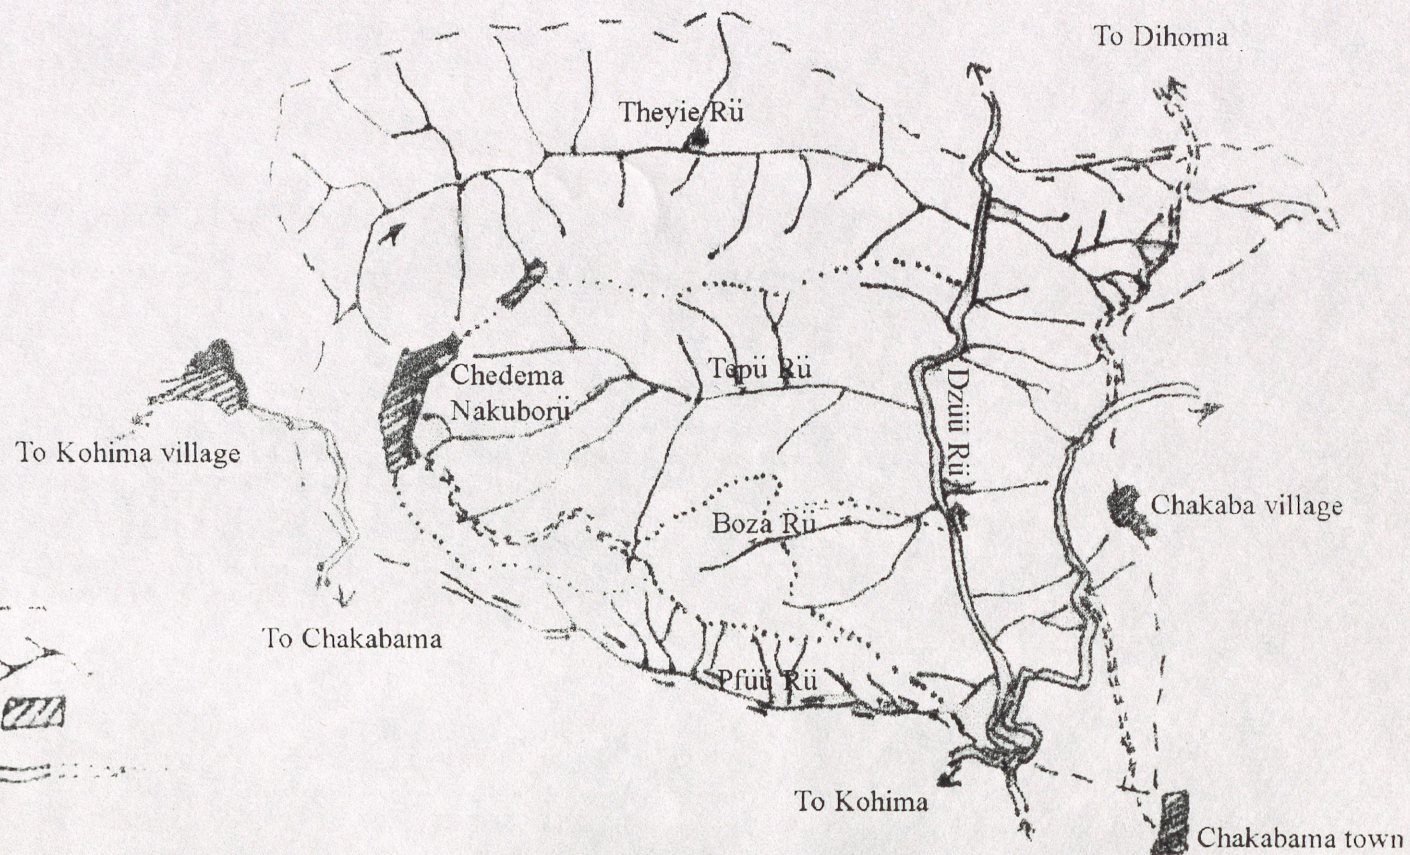 To Dihoma
Theyie Rü
Chedema
Nakuborü
Tepü Rü
Dzüü Rü
To Kohima village
Chakaba village
Boza Rü
To Chakabama
Pfüü Rü
To Kohima
Chakabama town